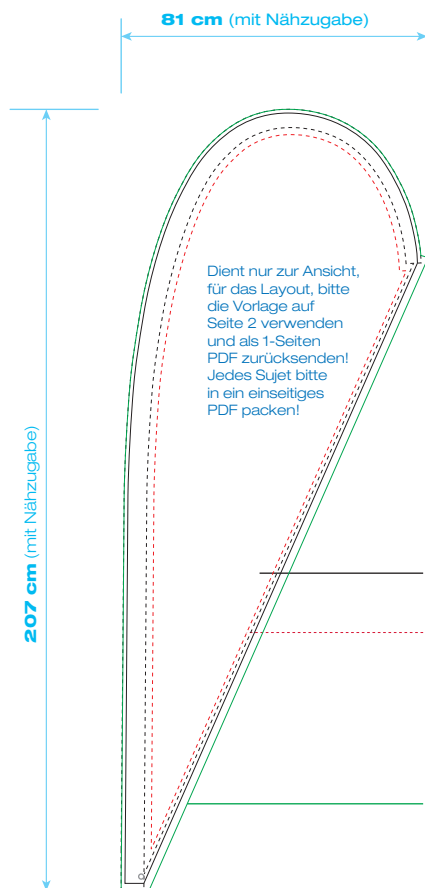 81 cm (mit Nähzugabe)
Dient nur zur Ansicht,
für das Layout, bitte
die Vorlage auf
Seite 2 verwenden
und als 1-Seiten
PDF zurücksenden!
Jedes Sujet bitte
in ein einseitiges
PDF packen!
207 cm (mit Nähzugabe)